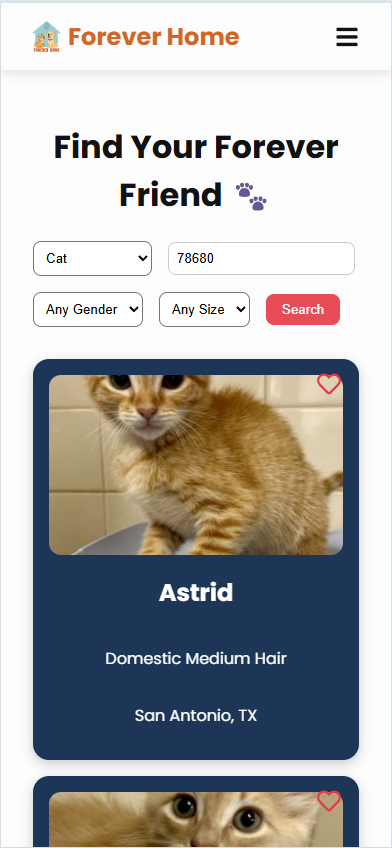 Forever Home
Find Your Forever
Friend
Cat
78680
Any Gender
Any Size
Search
Astrid
Domestic Medium Hair
San Antonio, TX